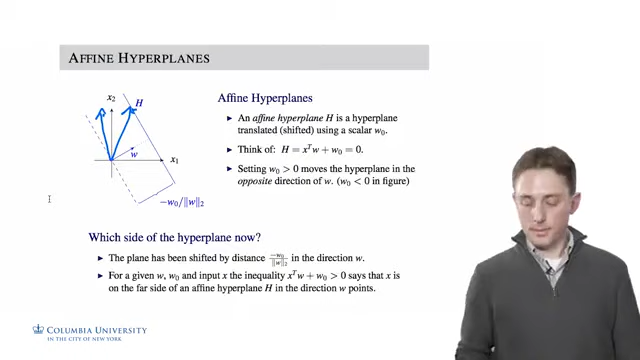 AFFINE HYPERPLANES
x₂
H
w
x₁
−w₀/‖w‖₂
Affine Hyperplanes
► An affine hyperplane H is a hyperplane
translated (shifted) using a scalar w₀.
► Think of: H = xᵀw + w₀ = 0.
► Setting w₀ > 0 moves the hyperplane in the
opposite direction of w. (w₀ < 0 in figure)
Which side of the hyperplane now?
► The plane has been shifted by distance −w₀/‖w‖₂ in the direction w.
► For a given w, w₀ and input x the inequality xᵀw + w₀ > 0 says that x is
on the far side of an affine hyperplane H in the direction w points.
COLUMBIA UNIVERSITY
IN THE CITY OF NEW YORK